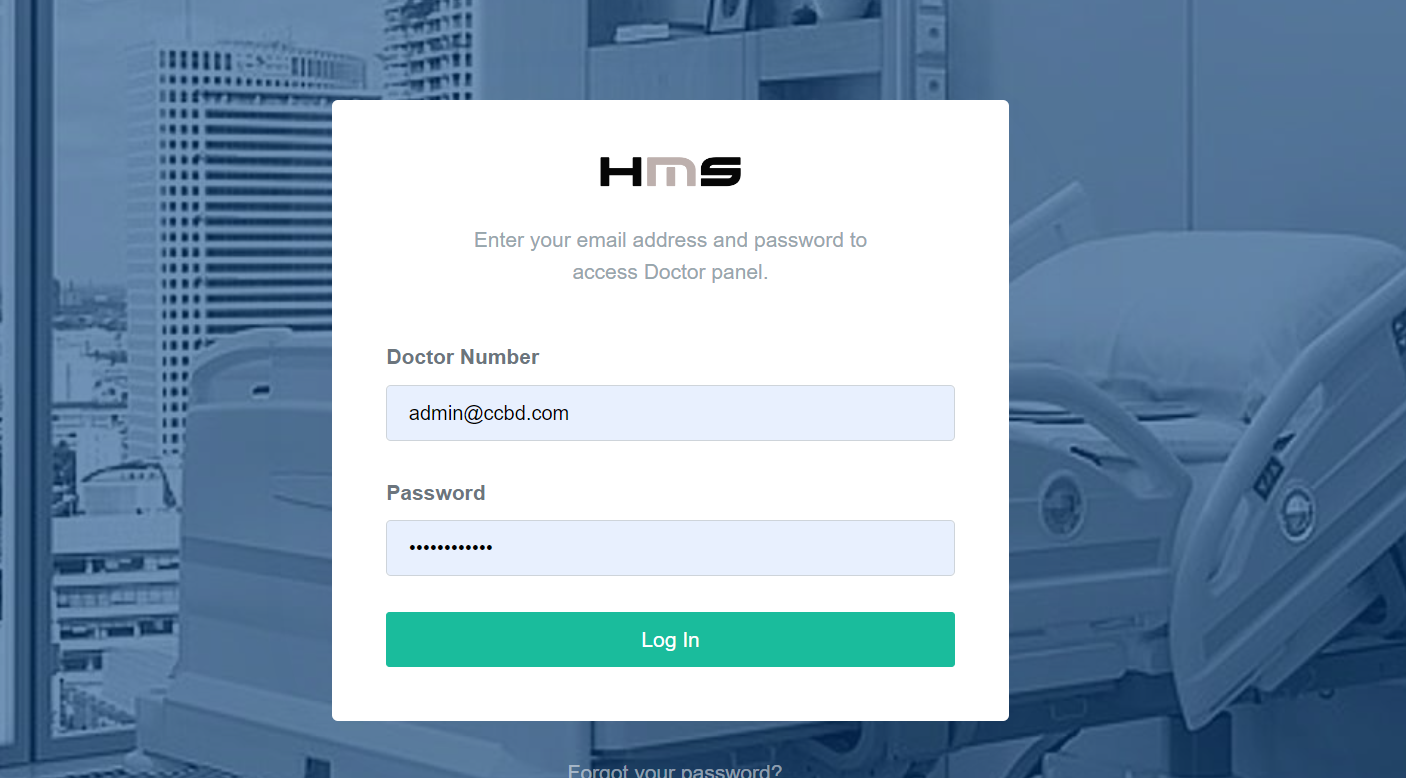 HMS
Enter your email address and password to
access Doctor panel.
Doctor Number
admin@ccbd.com
Password
••••••••••••
Log In
Forgot your password?